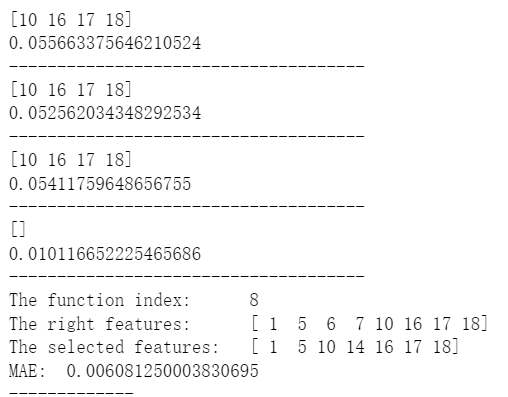 [10 16 17 18]
0.055663375646210524
-------------------------------------
[10 16 17 18]
0.052562034348292534
-------------------------------------
[10 16 17 18]
0.05411759648656755
-------------------------------------
[]
0.010116652225465686
-------------------------------------
The function index:      8
The right features:      [ 1  5  6  7 10 16 17 18]
The selected features:   [ 1  5 10 14 16 17 18]
MAE:  0.006081250003830695
-------------